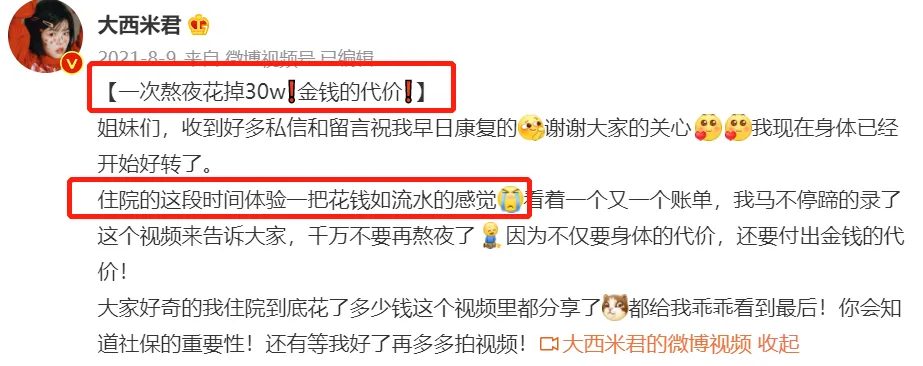 大西米君
2021-8-9 来自 微博视频号 已编辑
【一次熬夜花掉30w❗金钱的代价❗】
姐妹们，收到好多私信和留言祝我早日康复的谢谢大家的关心我现在身体已经
开始好转了。
住院的这段时间体验一把花钱如流水的感觉😭看着一个又一个账单，我马不停蹄的录了
这个视频来告诉大家，千万不要再熬夜了 因为不仅要身体的代价，还要付出金钱的代
价！
大家好奇的我住院到底花了多少钱这个视频里都分享了都给我乖乖看到最后！你会知
道社保的重要性！还有等我好了再多多拍视频！ 大西米君的微博视频 收起